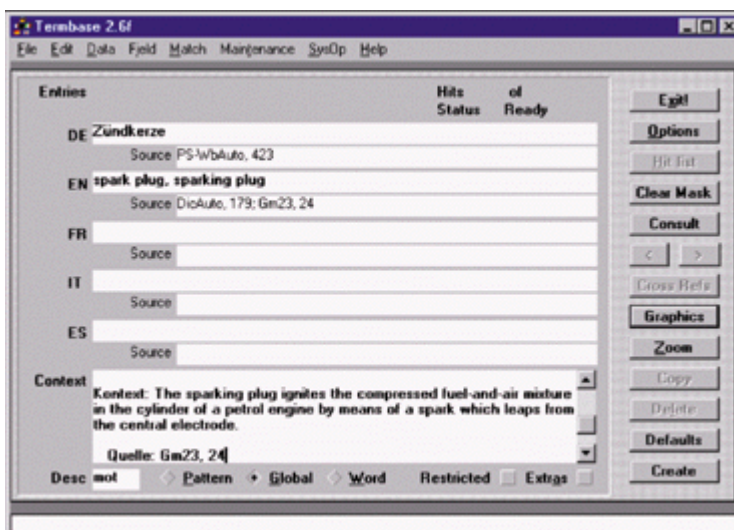 Termbase 2.6f
File Edit Data Field Match Maintenance SysOp Help
Entries
Hits of
Status Ready
DE Zündkerze
Source PS-WbAuto, 423
EN spark plug, sparking plug
Source DicAuto, 179; Gm23, 24
FR
Source
IT
Source
ES
Source
Context
Kontext: The sparking plug ignites the compressed fuel-and-air mixture
in the cylinder of a petrol engine by means of a spark which leaps from
the central electrode.
Quelle: Gm23, 24
Desc mot Pattern Global Word Restricted Extras
Exit!
Options
Hit list
Clear Mask
Consult
< >
Cross Refs
Graphics
Zoom
Copy
Delete
Defaults
Create